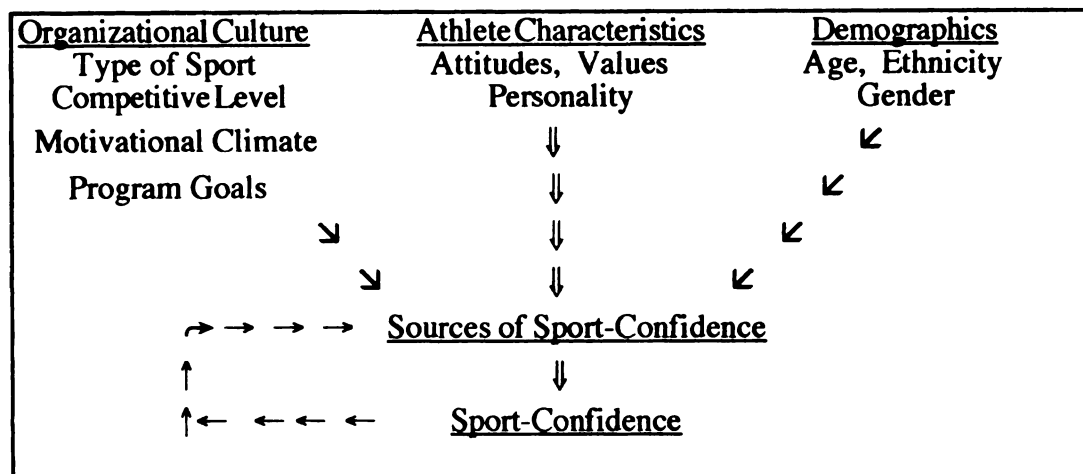 Organizational Culture
Type of Sport
Competitive Level
Motivational Climate
Program Goals
Athlete Characteristics
Attitudes, Values
Personality
Demographics
Age, Ethnicity
Gender
Sources of Sport-Confidence
Sport-Confidence